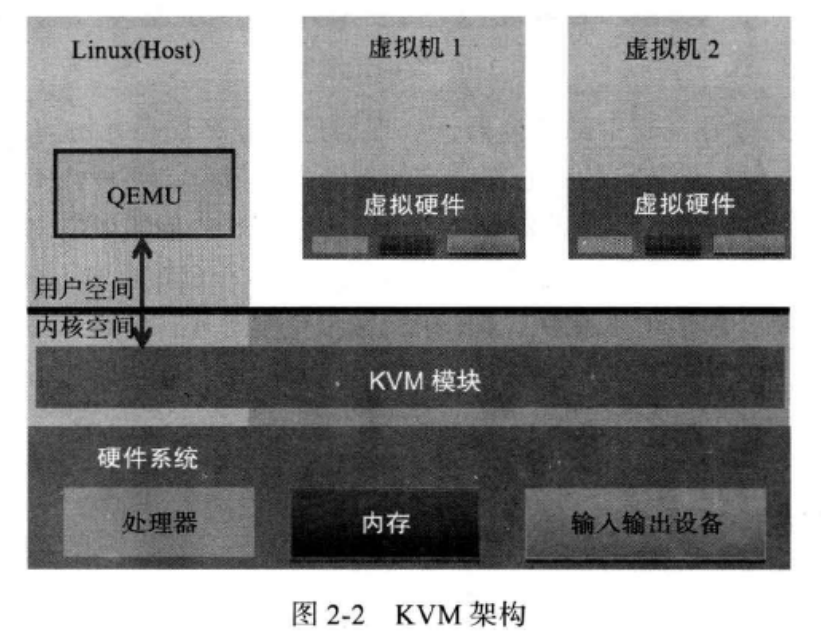 Linux(Host)
虚拟机 1
虚拟机 2
QEMU
虚拟硬件
虚拟硬件
用户空间
内核空间
KVM 模块
硬件系统
处理器
内存
输入输出设备
图 2-2 KVM 架构